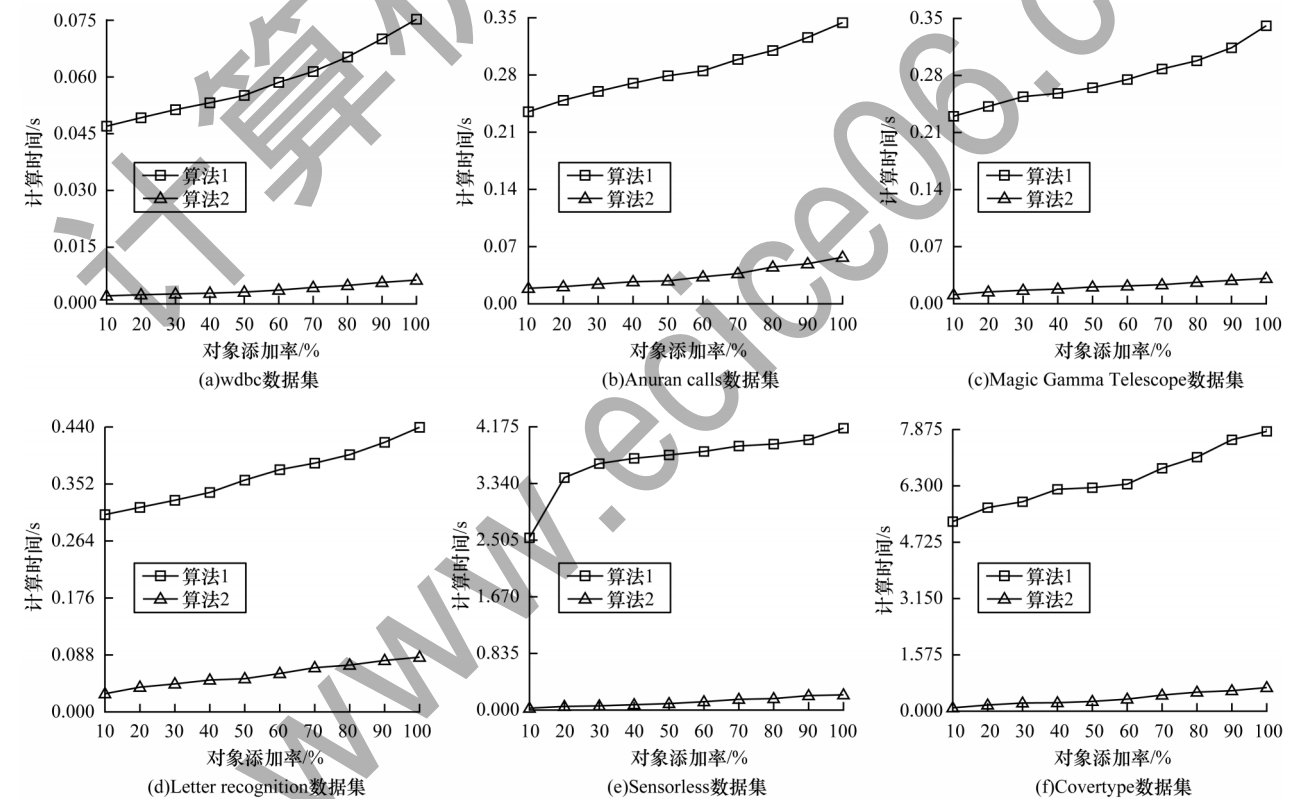 0.075
0.060
0.045
0.030
0.015
0.000
计算时间/s
算法1
算法2
10 20 30 40 50 60 70 80 90 100
对象添加率/%
(a)wdbc数据集
0.35
0.28
0.21
0.14
0.07
0.00
计算时间/s
算法1
算法2
10 20 30 40 50 60 70 80 90 100
对象添加率/%
(b)Anuran calls数据集
0.35
0.28
0.21
0.14
0.07
0.00
计算时间/s
算法1
算法2
10 20 30 40 50 60 70 80 90 100
对象添加率/%
(c)Magic Gamma Telescope数据集
0.440
0.352
0.264
0.176
0.088
0.000
计算时间/s
算法1
算法2
10 20 30 40 50 60 70 80 90 100
对象添加率/%
(d)Letter recognition数据集
4.175
3.340
2.505
1.670
0.835
0.000
计算时间/s
算法1
算法2
10 20 30 40 50 60 70 80 90 100
对象添加率/%
(e)Sensorless数据集
7.875
6.300
4.725
3.150
1.575
0.000
计算时间/s
算法1
算法2
10 20 30 40 50 60 70 80 90 100
对象添加率/%
(f)Covertype数据集
计算
www.ecice06.c